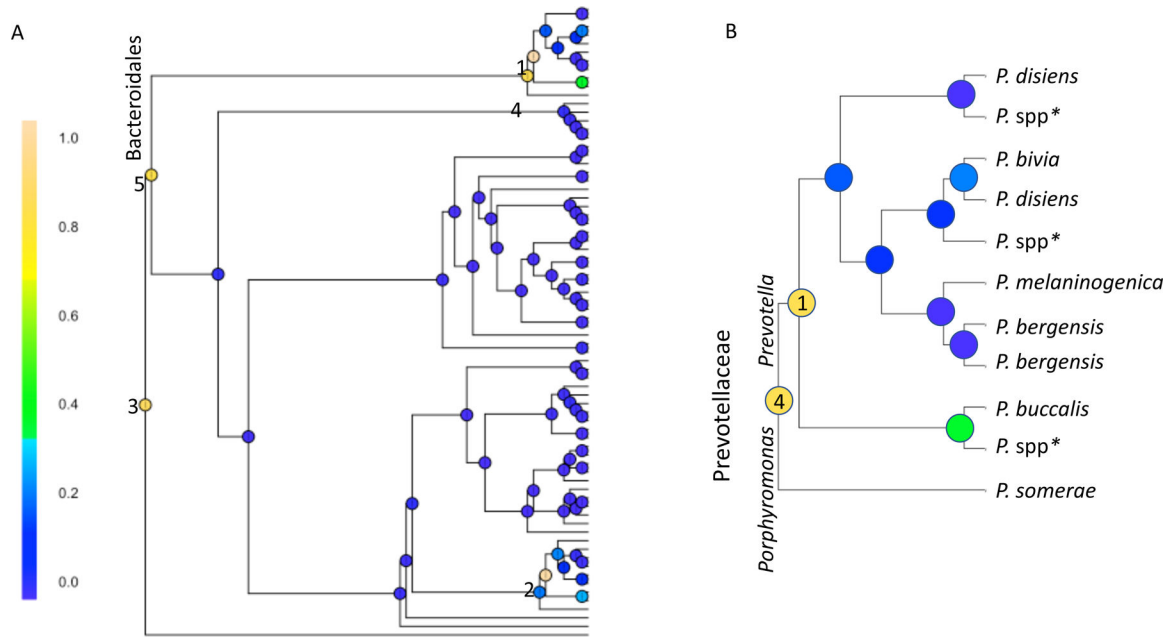 A
B
Bacteroidales
1.0
0.8
0.6
0.4
0.2
0.0
1
4
5
3
2
Prevotellaceae
Prevotella
Porphyromonas
1
4
P. disiens
P. spp*
P. bivia
P. disiens
P. spp*
P. melaninogenica
P. bergensis
P. bergensis
P. buccalis
P. spp*
P. somerae